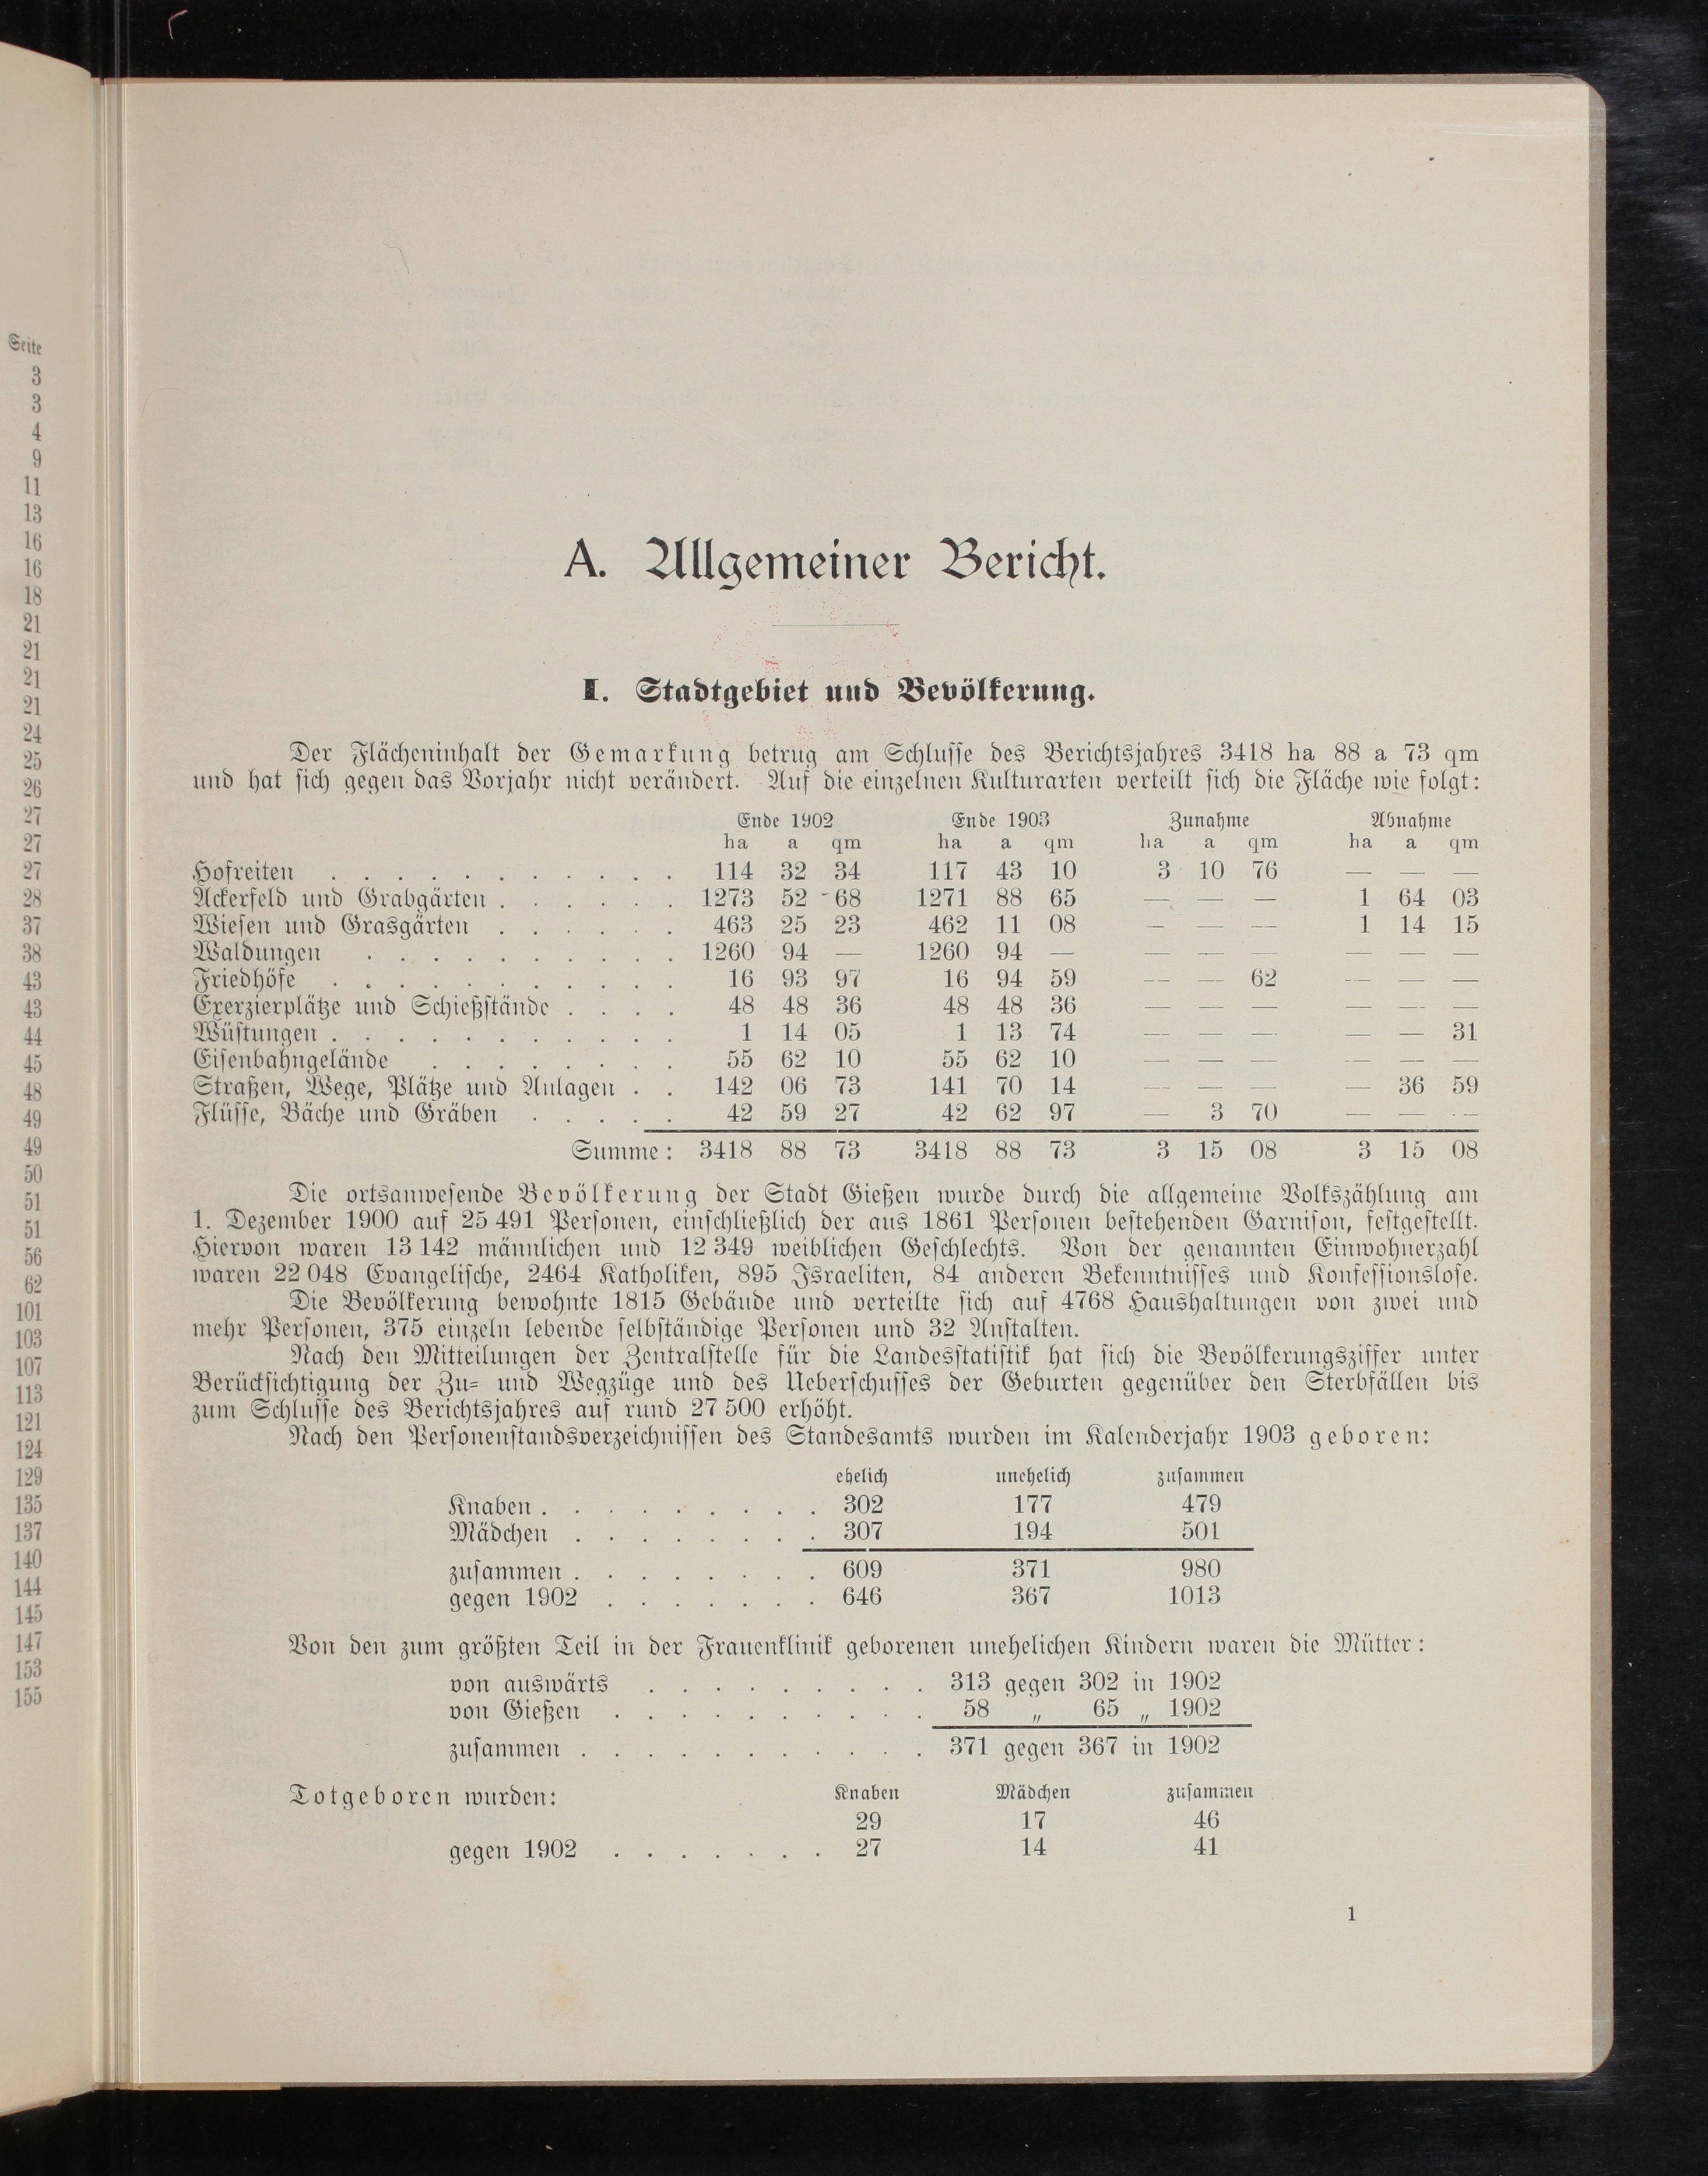 Seite
3
3
4
9
11
13
16
16
18
21
21
21
21
24
25
26
27
27
27
28
37
38
43
43
44
45
48
49
49
50
51
51
56
62
101
103
107
113
121
124
129
135
137
140
144
145
147
153
155
A. Allgemeiner Bericht.
I. Stadtgebiet und Bevölkerung.
Der Flächeninhalt der Gemarkung betrug am Schlusse des Berichtsjahres 3418 ha 88 a 73 qm
und hat sich gegen das Vorjahr nicht verändert. Auf die einzelnen Kulturarten verteilt sich die Fläche wie folgt:
Ende 1902 Ende 1903 Zunahme Abnahme
ha a qm ha a qm ha a qm ha a qm
Hofreiten . . . . . . . . . . . . . 114 32 34 117 43 10 3 10 76 — — —
Ackerfeld und Grabgärten . . . . . . 1273 52 68 1271 88 65 — — — 1 64 03
Wiesen und Grasgärten . . . . . . . 463 25 23 462 11 08 — — — 1 14 15
Waldungen . . . . . . . . . . . 1260 94 — 1260 94 — — — — — — —
Friedhöfe . . . . . . . . . . . . 16 93 97 16 94 59 — — 62 — — —
Exerzierplätze und Schießstände . . . . 48 48 36 48 48 36 — — — — — —
Wüstungen . . . . . . . . . . . 1 14 05 1 13 74 — — — — — 31
Eisenbahngelände . . . . . . . . 55 62 10 55 62 10 — — — — — —
Straßen, Wege, Plätze und Anlagen . . 142 06 73 141 70 14 — — — — 36 59
Flüsse, Bäche und Gräben . . . . . 42 59 27 42 62 97 — 3 70 — — —
Summe: 3418 88 73 3418 88 73 3 15 08 3 15 08
Die ortsanwesende Bevölkerung der Stadt Gießen wurde durch die allgemeine Volkszählung am
1. Dezember 1900 auf 25 491 Personen, einschließlich der aus 1861 Personen bestehenden Garnison, festgestellt.
Hiervon waren 13 142 männlichen und 12 349 weiblichen Geschlechts. Von der genannten Einwohnerzahl
waren 22 048 Evangelische, 2464 Katholiken, 895 Israeliten, 84 anderen Bekenntnisses und Konfessionslose.
Die Bevölkerung bewohnte 1815 Gebäude und verteilte sich auf 4768 Haushaltungen von zwei und
mehr Personen, 375 einzeln lebende selbständige Personen und 32 Anstalten.
Nach den Mitteilungen der Zentralstelle für die Landesstatistik hat sich die Bevölkerungsziffer unter
Berücksichtigung der Zu- und Wegzüge und des Ueberschusses der Geburten gegenüber den Sterbfällen bis
zum Schlusse des Berichtsjahres auf rund 27 500 erhöht.
Nach den Personenstandsverzeichnissen des Standesamts wurden im Kalenderjahr 1903 geboren:
ehelich unehelich zusammen
Knaben . . . . . . . . . 302 177 479
Mädchen . . . . . . . . 307 194 501
zusammen . . . . . . . . 609 371 980
gegen 1902 . . . . . . . 646 367 1013
Von den zum größten Teil in der Frauenklinik geborenen unehelichen Kindern waren die Mütter:
von auswärts . . . . . . . . . 313 gegen 302 in 1902
von Gießen . . . . . . . . . . 58 „ 65 „ 1902
zusammen . . . . . . . . . . . 371 gegen 367 in 1902
Totgeboren wurden: Knaben Mädchen zusammen
29 17 46
gegen 1902 . . . . . . . 27 14 41
1